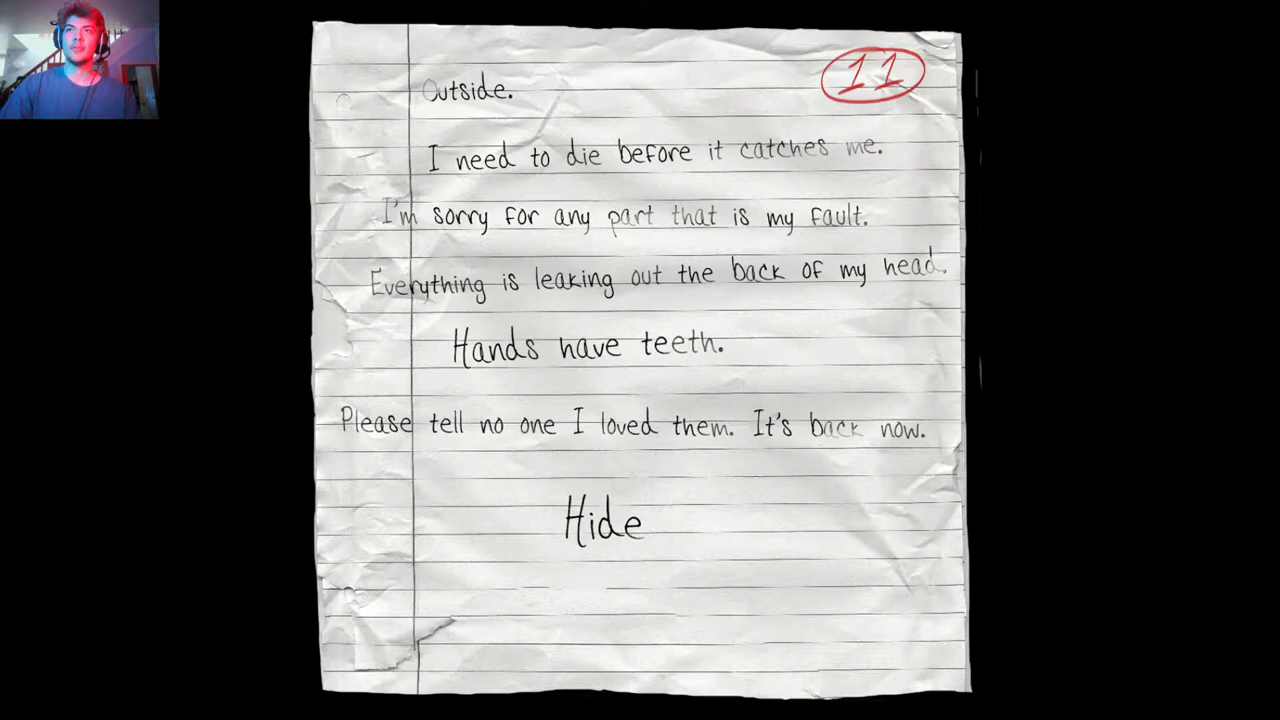 11
Outside.
I need to die before it catches me.
I'm sorry for any part that is my fault.
Everything is leaking out the back of my head.
Hands have teeth.
Please tell no one I loved them. It's back now.
Hide